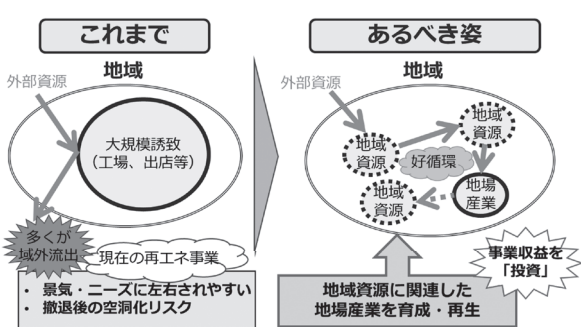 これまで
地域
外部資源
大規模誘致
（工場、出店等）
多くが
域外流出
現在の再エネ事業
・ 景気・ニーズに左右されやすい
・ 撤退後の空洞化リスク
あるべき姿
地域
外部資源
地域
資源
地域
資源
好循環
地域
資源
地場
産業
事業収益を
「投資」
地域資源に関連した
地場産業を育成・再生